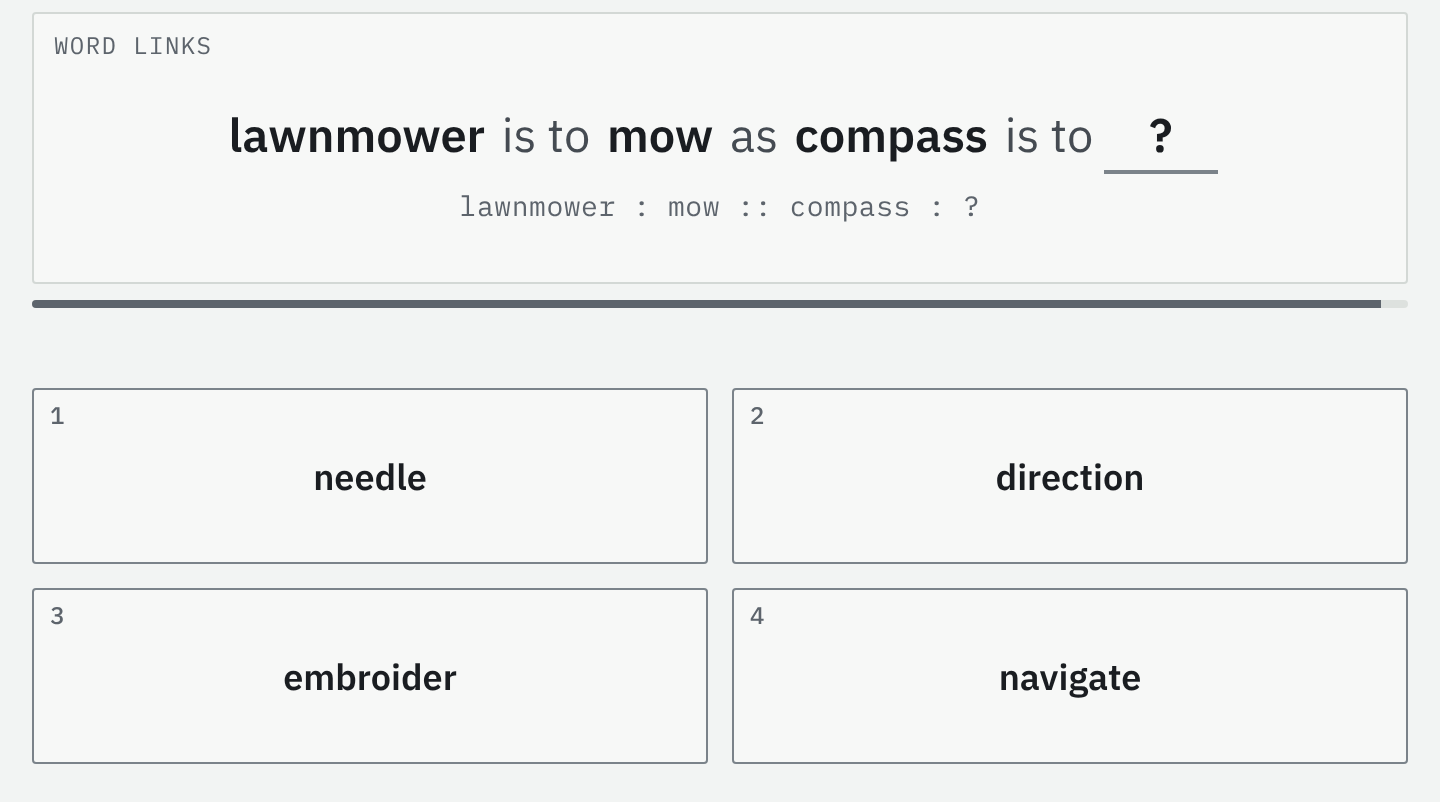 WORD LINKS
lawnmower is to mow as compass is to ?
lawnmower : mow :: compass : ?
1
needle
2
direction
3
embroider
4
navigate